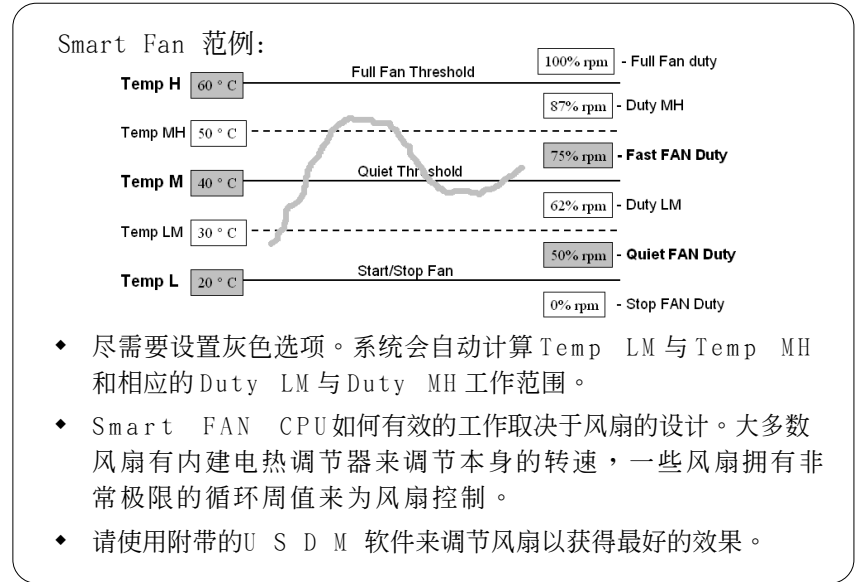 Smart Fan 范例:
100% rpm - Full Fan duty
Full Fan Threshold
Temp H 60 ° C
87% rpm - Duty MH
Temp MH 50 ° C
75% rpm - Fast FAN Duty
Quiet Thr shold
Temp M 40 ° C
62% rpm - Duty LM
Temp LM 30 ° C
50% rpm - Quiet FAN Duty
Start/Stop Fan
Temp L 20 ° C
0% rpm - Stop FAN Duty
◆ 尽需要设置灰色选项。系统会自动计算Temp LM与Temp MH
和相应的Duty LM与Duty MH工作范围。
◆ Smart FAN CPU如何有效的工作取决于风扇的设计。大多数
风扇有内建电热调节器来调节本身的转速，一些风扇拥有非
常极限的循环周值来为风扇控制。
◆ 请使用附带的U S D M 软件来调节风扇以获得最好的效果。